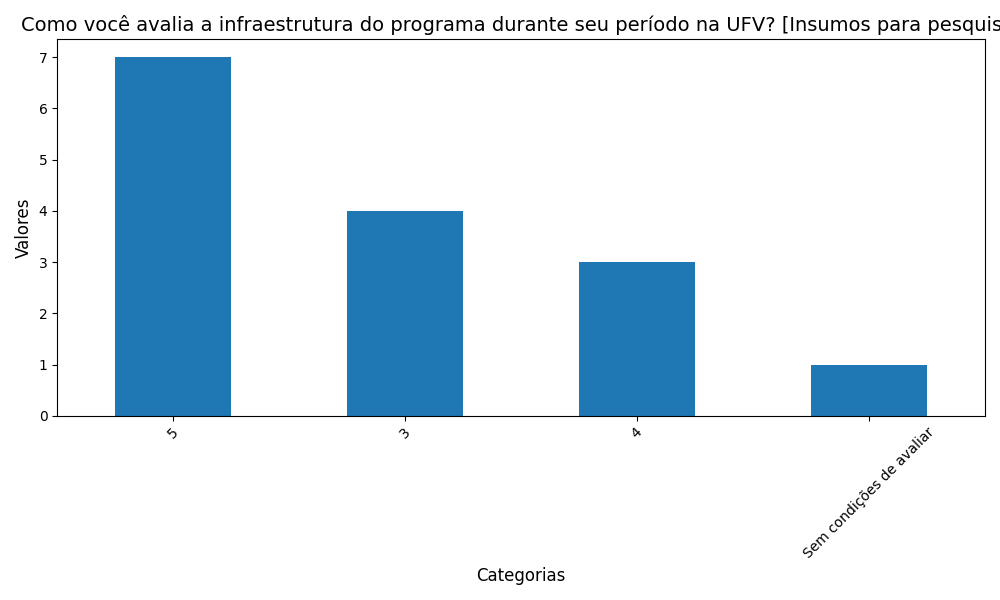 Como você avalia a infraestrutura do programa durante seu período na UFV? [Insumos para pesquis
7
6
5
4
3
2
1
0
Valores
5
3
4
Sem condições de avaliar
Categorias